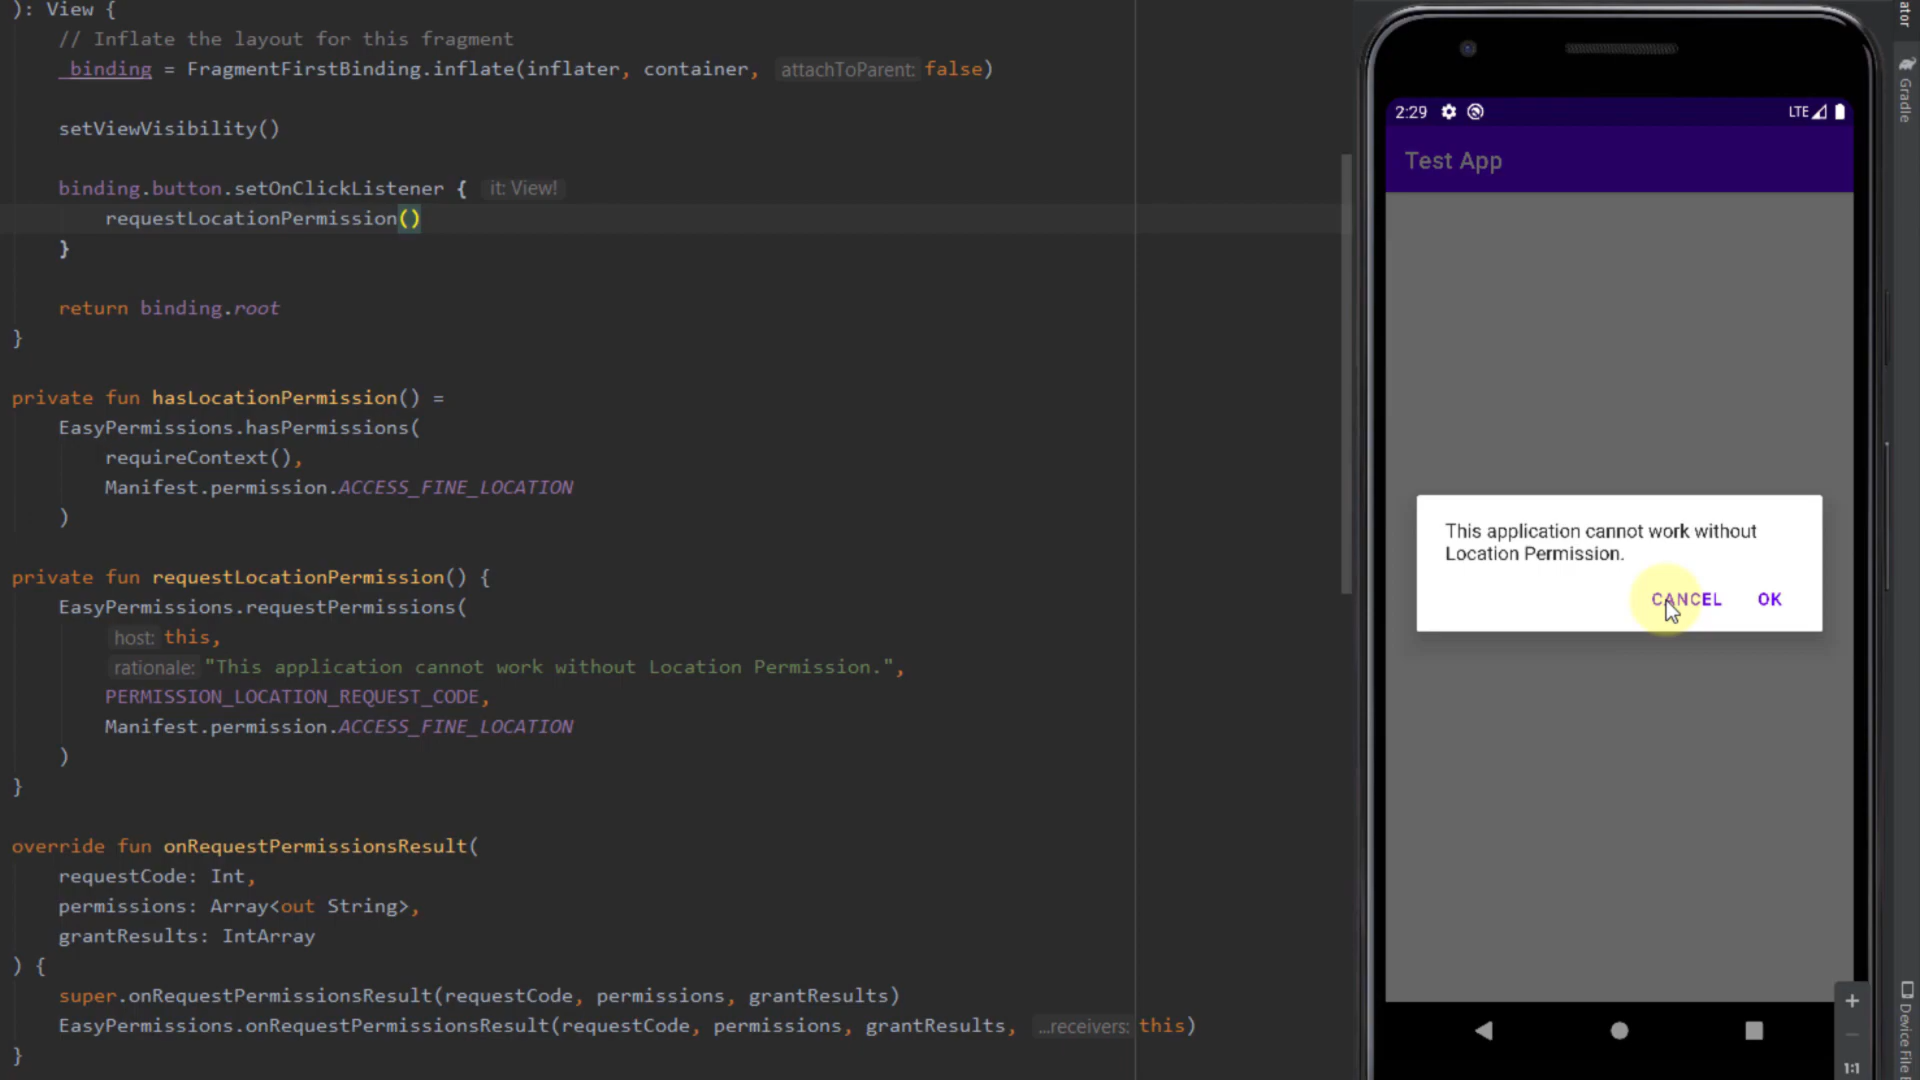 ): View {
// Inflate the layout for this fragment
_binding = FragmentFirstBinding.inflate(inflater, container, attachToParent: false)
setViewVisibility()
binding.button.setOnClickListener { it: View!
requestLocationPermission()
}
return binding.root
}
private fun hasLocationPermission() =
EasyPermissions.hasPermissions(
requireContext(),
Manifest.permission.ACCESS_FINE_LOCATION
)
private fun requestLocationPermission() {
EasyPermissions.requestPermissions(
host: this,
rationale: "This application cannot work without Location Permission.",
PERMISSION_LOCATION_REQUEST_CODE,
Manifest.permission.ACCESS_FINE_LOCATION
)
}
override fun onRequestPermissionsResult(
requestCode: Int,
permissions: Array<out String>,
grantResults: IntArray
) {
super.onRequestPermissionsResult(requestCode, permissions, grantResults)
EasyPermissions.onRequestPermissionsResult(requestCode, permissions, grantResults, ...receivers: this)
}
2:29 LTE
Test App
This application cannot work without
Location Permission.
CANCEL OK
+
1:1
Gradle
Device File